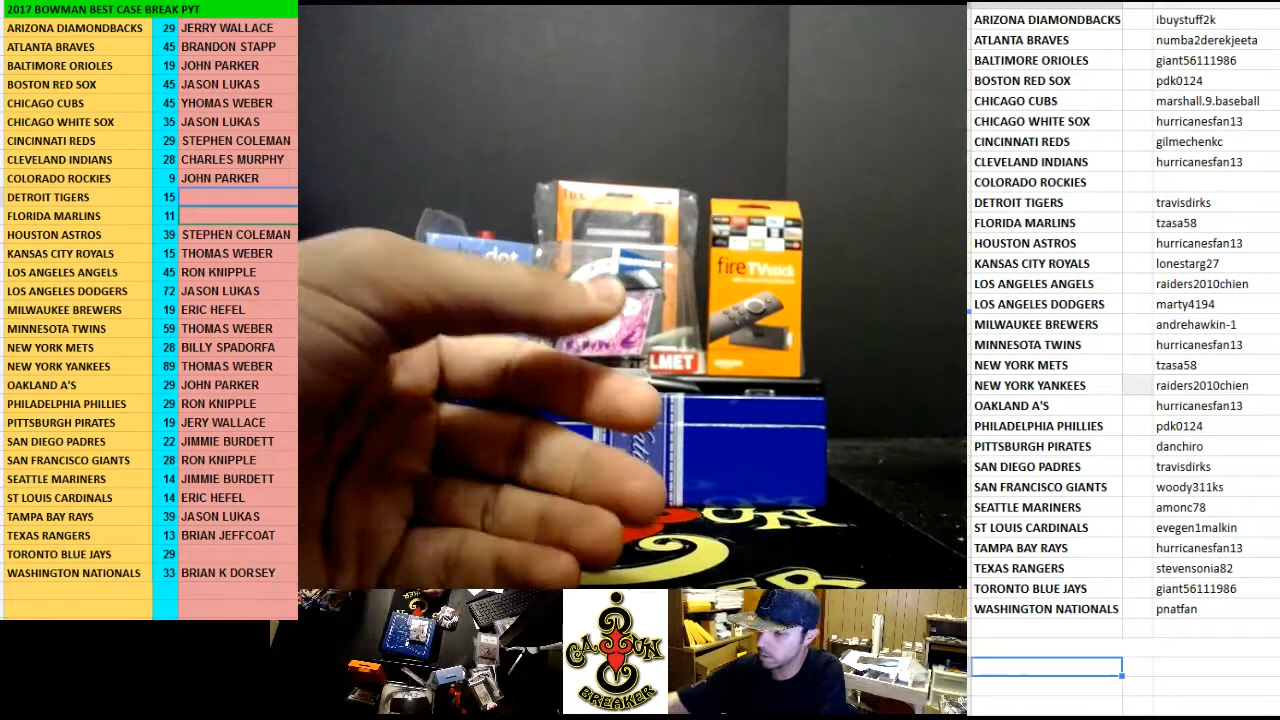 2017 BOWMAN BEST CASE BREAK PYT
ARIZONA DIAMONDBACKS 29 JERRY WALLACE
ATLANTA BRAVES 45 BRANDON STAPP
BALTIMORE ORIOLES 19 JOHN PARKER
BOSTON RED SOX 45 JASON LUKAS
CHICAGO CUBS 45 YHOMAS WEBER
CHICAGO WHITE SOX 35 JASON LUKAS
CINCINNATI REDS 29 STEPHEN COLEMAN
CLEVELAND INDIANS 28 CHARLES MURPHY
COLORADO ROCKIES 9 JOHN PARKER
DETROIT TIGERS 15
FLORIDA MARLINS 11
HOUSTON ASTROS 39 STEPHEN COLEMAN
KANSAS CITY ROYALS 15 THOMAS WEBER
LOS ANGELES ANGELS 45 RON KNIPPLE
LOS ANGELES DODGERS 72 JASON LUKAS
MILWAUKEE BREWERS 19 ERIC HEFEL
MINNESOTA TWINS 59 THOMAS WEBER
NEW YORK METS 28 BILLY SPADORFA
NEW YORK YANKEES 89 THOMAS WEBER
OAKLAND A'S 29 JOHN PARKER
PHILADELPHIA PHILLIES 29 RON KNIPPLE
PITTSBURGH PIRATES 19 JERY WALLACE
SAN DIEGO PADRES 22 JIMMIE BURDETT
SAN FRANCISCO GIANTS 28 RON KNIPPLE
SEATTLE MARINERS 14 JIMMIE BURDETT
ST LOUIS CARDINALS 14 ERIC HEFEL
TAMPA BAY RAYS 39 JASON LUKAS
TEXAS RANGERS 13 BRIAN JEFFCOAT
TORONTO BLUE JAYS 29
WASHINGTON NATIONALS 33 BRIAN K DORSEY
fire
dot
fireTVstick
LMET
CAJUN
BREAKER
ARIZONA DIAMONDBACKS ibuystuff2k
ATLANTA BRAVES numba2derekjeeta
BALTIMORE ORIOLES giant56111986
BOSTON RED SOX pdk0124
CHICAGO CUBS marshall.9.baseball
CHICAGO WHITE SOX hurricanesfan13
CINCINNATI REDS gilmechenkc
CLEVELAND INDIANS hurricanesfan13
COLORADO ROCKIES
DETROIT TIGERS travisdirks
FLORIDA MARLINS tzasa58
HOUSTON ASTROS hurricanesfan13
KANSAS CITY ROYALS lonestarg27
LOS ANGELES ANGELS raiders2010chien
LOS ANGELES DODGERS marty4194
MILWAUKEE BREWERS andrehawkin-1
MINNESOTA TWINS hurricanesfan13
NEW YORK METS tzasa58
NEW YORK YANKEES raiders2010chien
OAKLAND A'S hurricanesfan13
PHILADELPHIA PHILLIES pdk0124
PITTSBURGH PIRATES danchiro
SAN DIEGO PADRES travisdirks
SAN FRANCISCO GIANTS woody311ks
SEATTLE MARINERS amonc78
ST LOUIS CARDINALS evegen1malkin
TAMPA BAY RAYS hurricanesfan13
TEXAS RANGERS stevensonia82
TORONTO BLUE JAYS giant56111986
WASHINGTON NATIONALS pnatfan